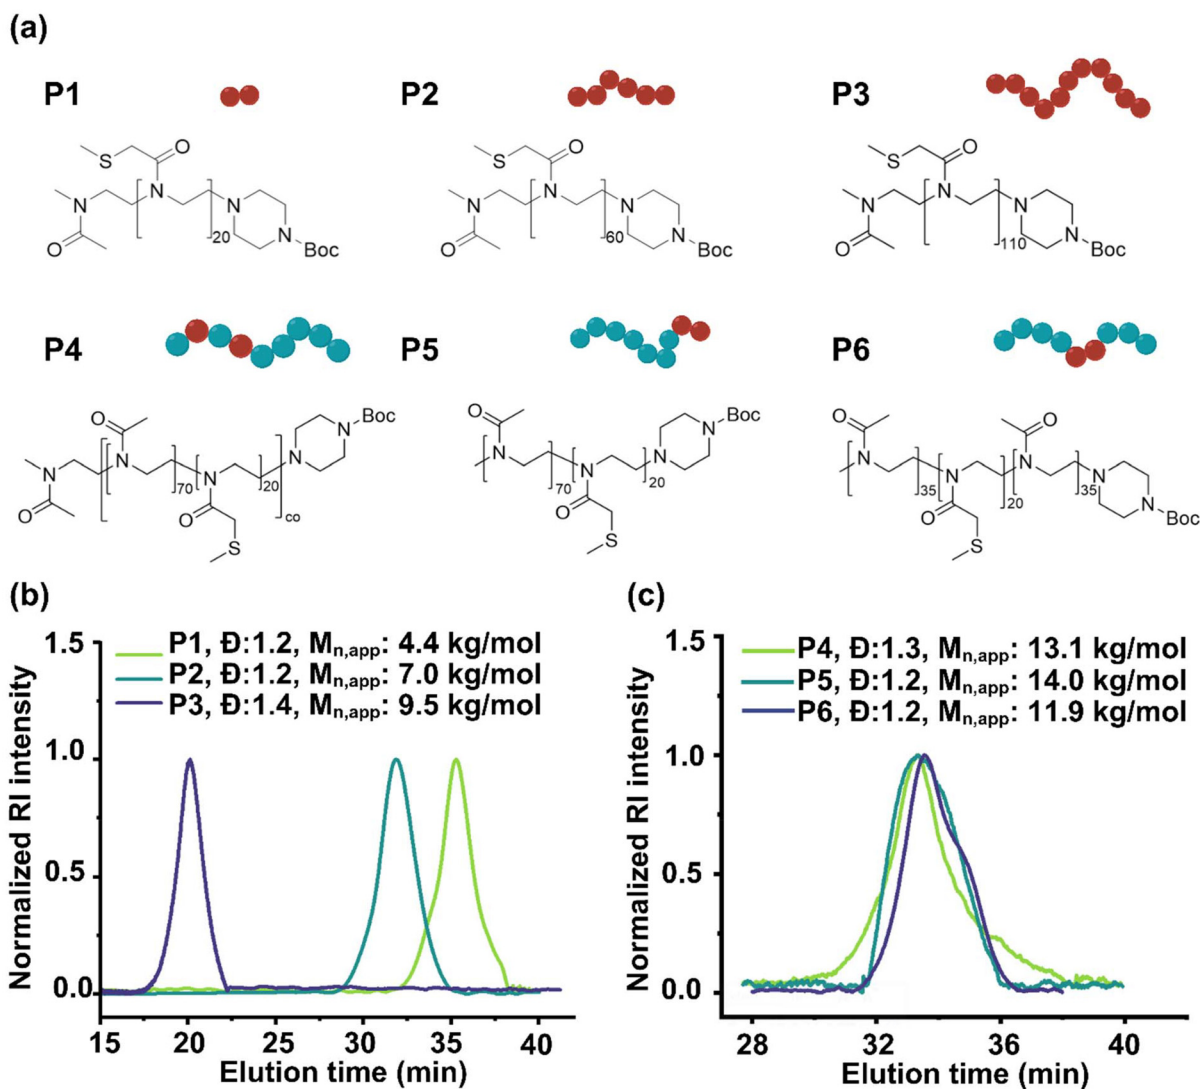 (a)
P1
P2
P3
S
O
N
N
N
O
20
N
Boc
S
O
N
N
N
O
60
N
Boc
S
O
N
N
N
O
110
N
Boc
P4
P5
P6
O
N
N
70
N
20
N
N
Boc
O
O
S
co
O
N
70
N
20
N
N
Boc
O
S
O
N
35
N
20
O
N
35
N
N
Boc
O
S
(b)
P1, Đ:1.2, Mn,app: 4.4 kg/mol
P2, Đ:1.2, Mn,app: 7.0 kg/mol
P3, Đ:1.4, Mn,app: 9.5 kg/mol
Normalized RI intensity
1.5
1.0
0.5
0.0
15 20 25 30 35 40
Elution time (min)
(c)
P4, Đ:1.3, Mn,app: 13.1 kg/mol
P5, Đ:1.2, Mn,app: 14.0 kg/mol
P6, Đ:1.2, Mn,app: 11.9 kg/mol
Normalized RI intensity
1.5
1.0
0.5
0.0
28 32 36 40
Elution time (min)